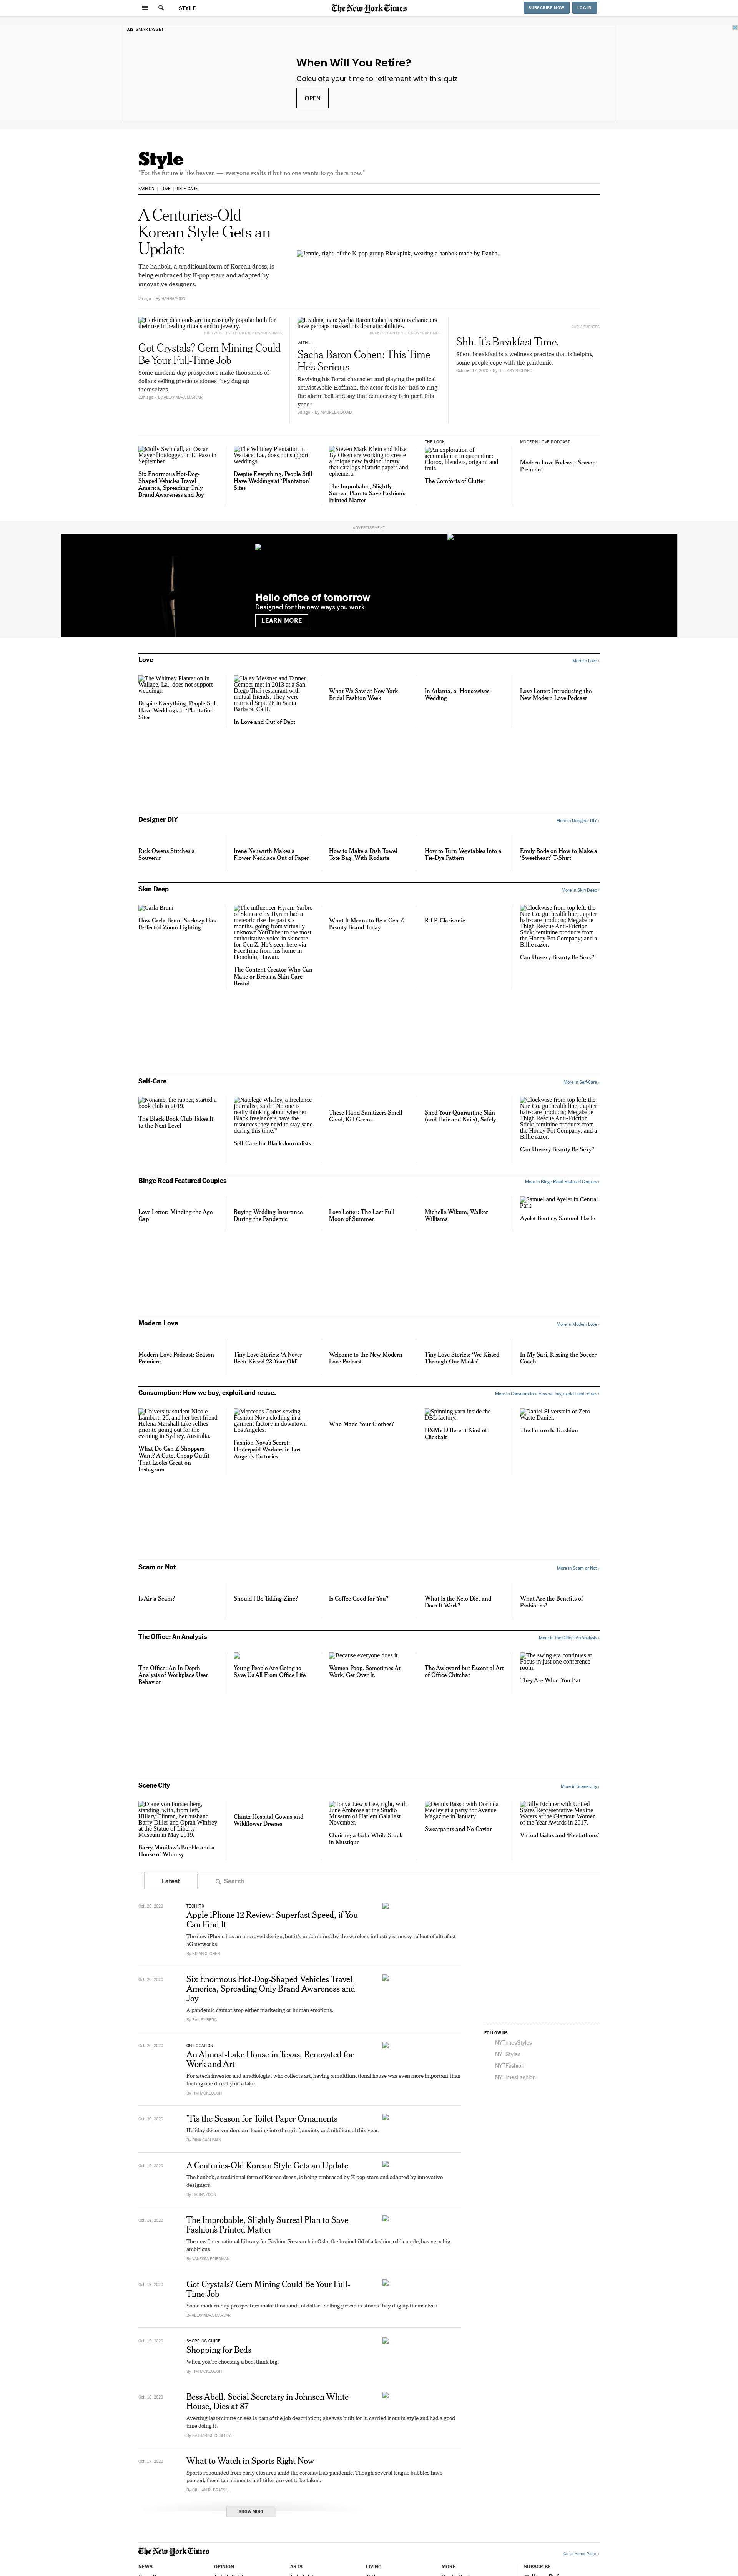 STYLE
The New York Times
SUBSCRIBE NOW
LOG IN
AD SMARTASSET
When Will You Retire?
Calculate your time to retirement with this quiz
OPEN
Style
"For the future is like heaven — everyone exalts it but no one wants to go there now."
FASHION
LOVE
SELF-CARE
A Centuries-Old
Korean Style Gets an
Update
The hanbok, a traditional form of Korean dress, is
being embraced by K-pop stars and adapted by
innovative designers.
2h ago · By HAHNA YOON
Jennie, right, of the K-pop group Blackpink, wearing a hanbok made by Danha.
Herkimer diamonds are increasingly popular both for
their use in healing rituals and in jewelry.
Got Crystals? Gem Mining Could
Be Your Full-Time Job
Some modern-day prospectors make thousands of
dollars selling precious stones they dug up
themselves.
22h ago · By ALEXANDRA MARVAR
Leading man: Sacha Baron Cohen's riotous characters
have perhaps masked his dramatic abilities.
WITH ...
Sacha Baron Cohen: This Time
He's Serious
Reviving his Borat character and playing the political
activist Abbie Hoffman, the actor feels he "had to ring
the alarm bell and say that democracy is in peril this
year."
3d ago · By MAUREEN DOWD
Shh. It's Breakfast Time.
Silent breakfast is a wellness practice that is helping
some people cope with the pandemic.
October 17, 2020 · By HILLARY RICHARD
Molly Swindall, an Oscar
Mayer Hotdogger, in El Paso in
September.
Six Enormous Hot-Dog-
Shaped Vehicles Travel
America, Spreading Only
Brand Awareness and Joy
The Whitney Plantation in
Wallace, La., does not support
weddings.
Despite Everything, People Still
Have Weddings at 'Plantation'
Sites
Steven Mark Klein and Elise
By Olsen are working to create
a unique new fashion library
that catalogs historic papers and
ephemera.
The Improbable, Slightly
Surreal Plan to Save Fashion's
Printed Matter
THE LOOK
An exploration of
accumulation in quarantine:
Clorox, blenders, origami and
fruit.
The Comforts of Clutter
MODERN LOVE PODCAST
Modern Love Podcast: Season
Premiere
ADVERTISEMENT
Hello office of tomorrow
Designed for the new ways you work
LEARN MORE
Love
More in Love ›
The Whitney Plantation in
Wallace, La., does not support
weddings.
Despite Everything, People Still
Have Weddings at 'Plantation'
Sites
Haley Messner and Tanner
Cemper met in 2013 at a San
Diego Thai restaurant with
mutual friends. They were
married Sept. 26 in Santa
Barbara, Calif.
In Love and Out of Debt
What We Saw at New York
Bridal Fashion Week
In Atlanta, a 'Housewives'
Wedding
Love Letter: Introducing the
New Modern Love Podcast
Designer DIY
More in Designer DIY ›
Rick Owens Stitches a
Souvenir
Irene Neuwirth Makes a
Flower Necklace Out of Paper
How to Make a Dish Towel
Tote Bag, With Rodarte
How to Turn Vegetables Into a
Tie-Dye Pattern
Emily Bode on How to Make a
'Sweetheart' T-Shirt
Skin Deep
More in Skin Deep ›
Carla Bruni
How Carla Bruni-Sarkozy Has
Perfected Zoom Lighting
The influencer Hyram Yarbro
of Skincare by Hyram had a
meteoric rise the past six
months, going from virtually
unknown YouTuber to the most
authoritative voice in skincare
for Gen Z. He's seen here via
FaceTime from his home in
Honolulu, Hawaii.
The Content Creator Who Can
Make or Break a Skin Care
Brand
What It Means to Be a Gen Z
Beauty Brand Today
R.I.P. Clarisonic
Clockwise from top left: the
Nue Co. gut health line; Jupiter
hair-care products; Megababe
Thigh Rescue Anti-Friction
Stick; feminine products from
the Honey Pot Company; and a
Billie razor.
Can Unsexy Beauty Be Sexy?
Self-Care
More in Self-Care ›
Noname, the rapper, started a
book club in 2019.
The Black Book Club Takes It
to the Next Level
Natelegé Whaley, a freelance
journalist, said: "No one is
really thinking about whether
Black freelancers have the
resources they need to stay sane
during this time."
Self-Care for Black Journalists
These Hand Sanitizers Smell
Good, Kill Germs
Shed Your Quarantine Skin
(and Hair and Nails), Safely
Clockwise from top left: the
Nue Co. gut health line; Jupiter
hair-care products; Megababe
Thigh Rescue Anti-Friction
Stick; feminine products from
the Honey Pot Company; and a
Billie razor.
Can Unsexy Beauty Be Sexy?
Binge Read Featured Couples
More in Binge Read Featured Couples ›
Love Letter: Minding the Age
Gap
Buying Wedding Insurance
During the Pandemic
Love Letter: The Last Full
Moon of Summer
Michelle Wikum, Walker
Williams
Samuel and Ayelet in Central
Park
Ayelet Bentley, Samuel Theile
Modern Love
More in Modern Love ›
Modern Love Podcast: Season
Premiere
Tiny Love Stories: 'A Never-
Been-Kissed 23-Year-Old'
Welcome to the New Modern
Love Podcast
Tiny Love Stories: 'We Kissed
Through Our Masks'
In My Sari, Kissing the Soccer
Coach
Consumption: How we buy, exploit and reuse.
More in Consumption: How we buy, exploit and reuse. ›
University student Nicole
Lambert, 20, and her best friend
Helena Marshall take selfies
prior to going out for the
evening in Sydney, Australia.
What Do Gen Z Shoppers
Want? A Cute, Cheap Outfit
That Looks Great on
Instagram
Mercedes Cortes sewing
Fashion Nova clothing in a
garment factory in downtown
Los Angeles.
Fashion Nova's Secret:
Underpaid Workers in Los
Angeles Factories
Who Made Your Clothes?
Spinning yarn inside the
DBL factory.
H&M's Different Kind of
Clickbait
Daniel Silverstein of Zero
Waste Daniel.
The Future Is Trashion
Scam or Not
More in Scam or Not ›
Is Air a Scam?
Should I Be Taking Zinc?
Is Coffee Good for You?
What Is the Keto Diet and
Does It Work?
What Are the Benefits of
Probiotics?
The Office: An Analysis
More in The Office: An Analysis ›
The Office: An In-Depth
Analysis of Workplace User
Behavior
Young People Are Going to
Save Us All From Office Life
Because everyone does it.
Women Poop. Sometimes At
Work. Get Over It.
The Awkward but Essential Art
of Office Chitchat
The swing era continues at
Focus in just one conference
room.
They Are What You Eat
Scene City
More in Scene City ›
Diane von Furstenberg,
standing, with, from left,
Hillary Clinton, her husband
Barry Diller and Oprah Winfrey
at the Statue of Liberty
Museum in May 2019.
Barry Manilow's Bubble and a
House of Whimsy
Chintz Hospital Gowns and
Wildflower Dresses
Tonya Lewis Lee, right, with
June Ambrose at the Studio
Museum of Harlem Gala last
November.
Chairing a Gala While Stuck
in Mustique
Dennis Basso with Dorinda
Medley at a party for Avenue
Magazine in January.
Sweatpants and No Caviar
Billy Eichner with United
States Representative Maxine
Waters at the Glamour Women
of the Year Awards in 2017.
Virtual Galas and 'Foodathons'
Latest
Search
Oct. 20, 2020
TECH FIX
Apple iPhone 12 Review: Superfast Speed, if You
Can Find It
The new iPhone has an improved design, but it's undermined by the wireless industry's messy rollout of ultrafast
5G networks.
By BRIAN X. CHEN
Oct. 20, 2020
Six Enormous Hot-Dog-Shaped Vehicles Travel
America, Spreading Only Brand Awareness and
Joy
A pandemic cannot stop either marketing or human emotions.
By BAILEY BERG
Oct. 20, 2020
ON LOCATION
An Almost-Lake House in Texas, Renovated for
Work and Art
For a tech investor and a radiologist who collects art, having a multifunctional house was even more important than
finding one directly on a lake.
By TIM MCKEOUGH
Oct. 20, 2020
'Tis the Season for Toilet Paper Ornaments
Holiday décor vendors are leaning into the grief, anxiety and nihilism of this year.
By ZIBA GACHMAN
Oct. 19, 2020
A Centuries-Old Korean Style Gets an Update
The hanbok, a traditional form of Korean dress, is being embraced by K-pop stars and adapted by innovative
designers.
By HAHNA YOON
Oct. 19, 2020
The Improbable, Slightly Surreal Plan to Save
Fashion's Printed Matter
The new International Library for Fashion Research in Oslo, the brainchild of a fashion odd couple, has very big
ambitions.
By VANESSA FRIEDMAN
Oct. 19, 2020
Got Crystals? Gem Mining Could Be Your Full-
Time Job
Some modern-day prospectors make thousands of dollars selling precious stones they dug up themselves.
By ALEXANDRA MARVAR
Oct. 19, 2020
SHOPPING GUIDE
Shopping for Beds
When you're choosing a bed, think big.
By TIM MCKEOUGH
Oct. 18, 2020
Bess Abell, Social Secretary in Johnson White
House, Dies at 87
Averting last-minute crises is part of the job description; she was built for it, carried it out in style and had a good
time doing it.
By KATHARINE Q. SEELYE
Oct. 17, 2020
What to Watch in Sports Right Now
Sports rebounded from early closures amid the coronavirus pandemic. Though several league bubbles have
popped, these tournaments and titles are yet to be taken.
By GILLIAN R. BRASSIL
SHOW MORE
FOLLOW US
NYTimesStyles
NYTStyles
NYTFashion
NYTimesFashion
The New York Times
Go to Home Page »
NEWS
OPINION
ARTS
LIVING
MORE
SUBSCRIBE